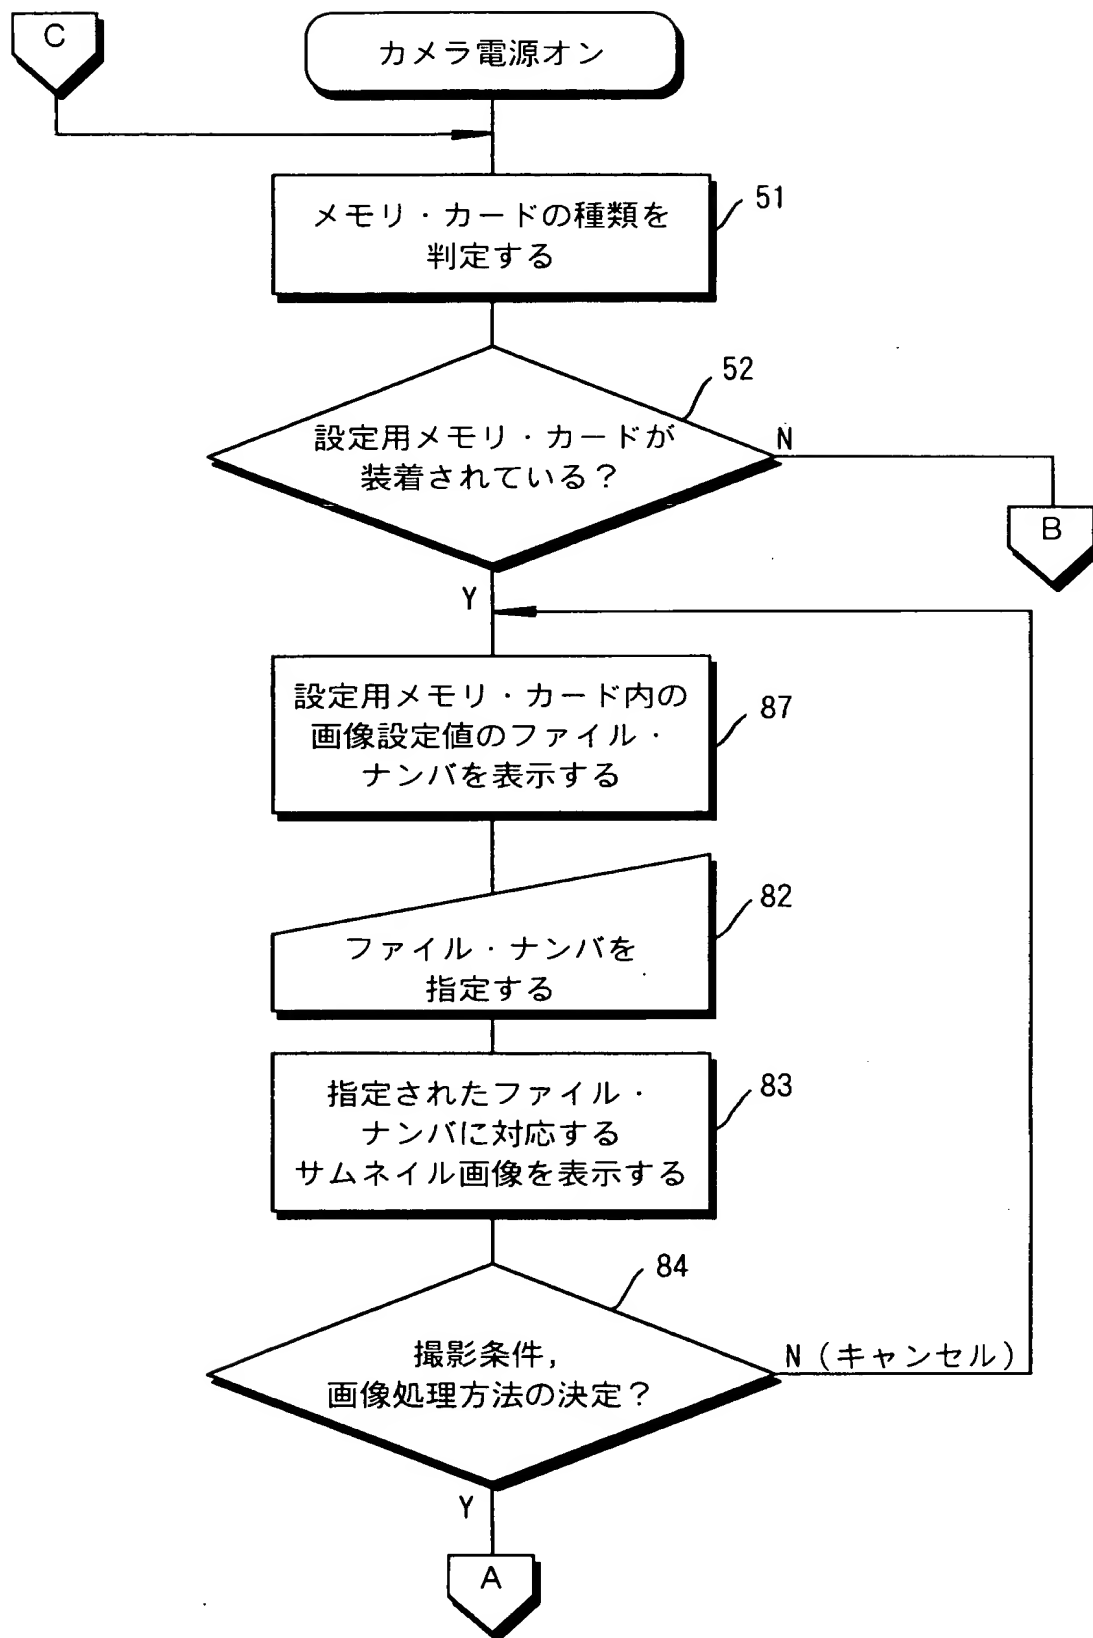 C
カメラ電源オン
メモリ・カードの種類を
判定する
51
52
設定用メモリ・カードが
装着されている?
N
B
Y
設定用メモリ・カード内の
画像設定値のファイル・
ナンバを表示する
87
82
ファイル・ナンバを
指定する
指定されたファイル・
ナンバに対応する
サムネイル画像を表示する
83
84
撮影条件,
画像処理方法の決定?
N(キャンセル)
Y
A